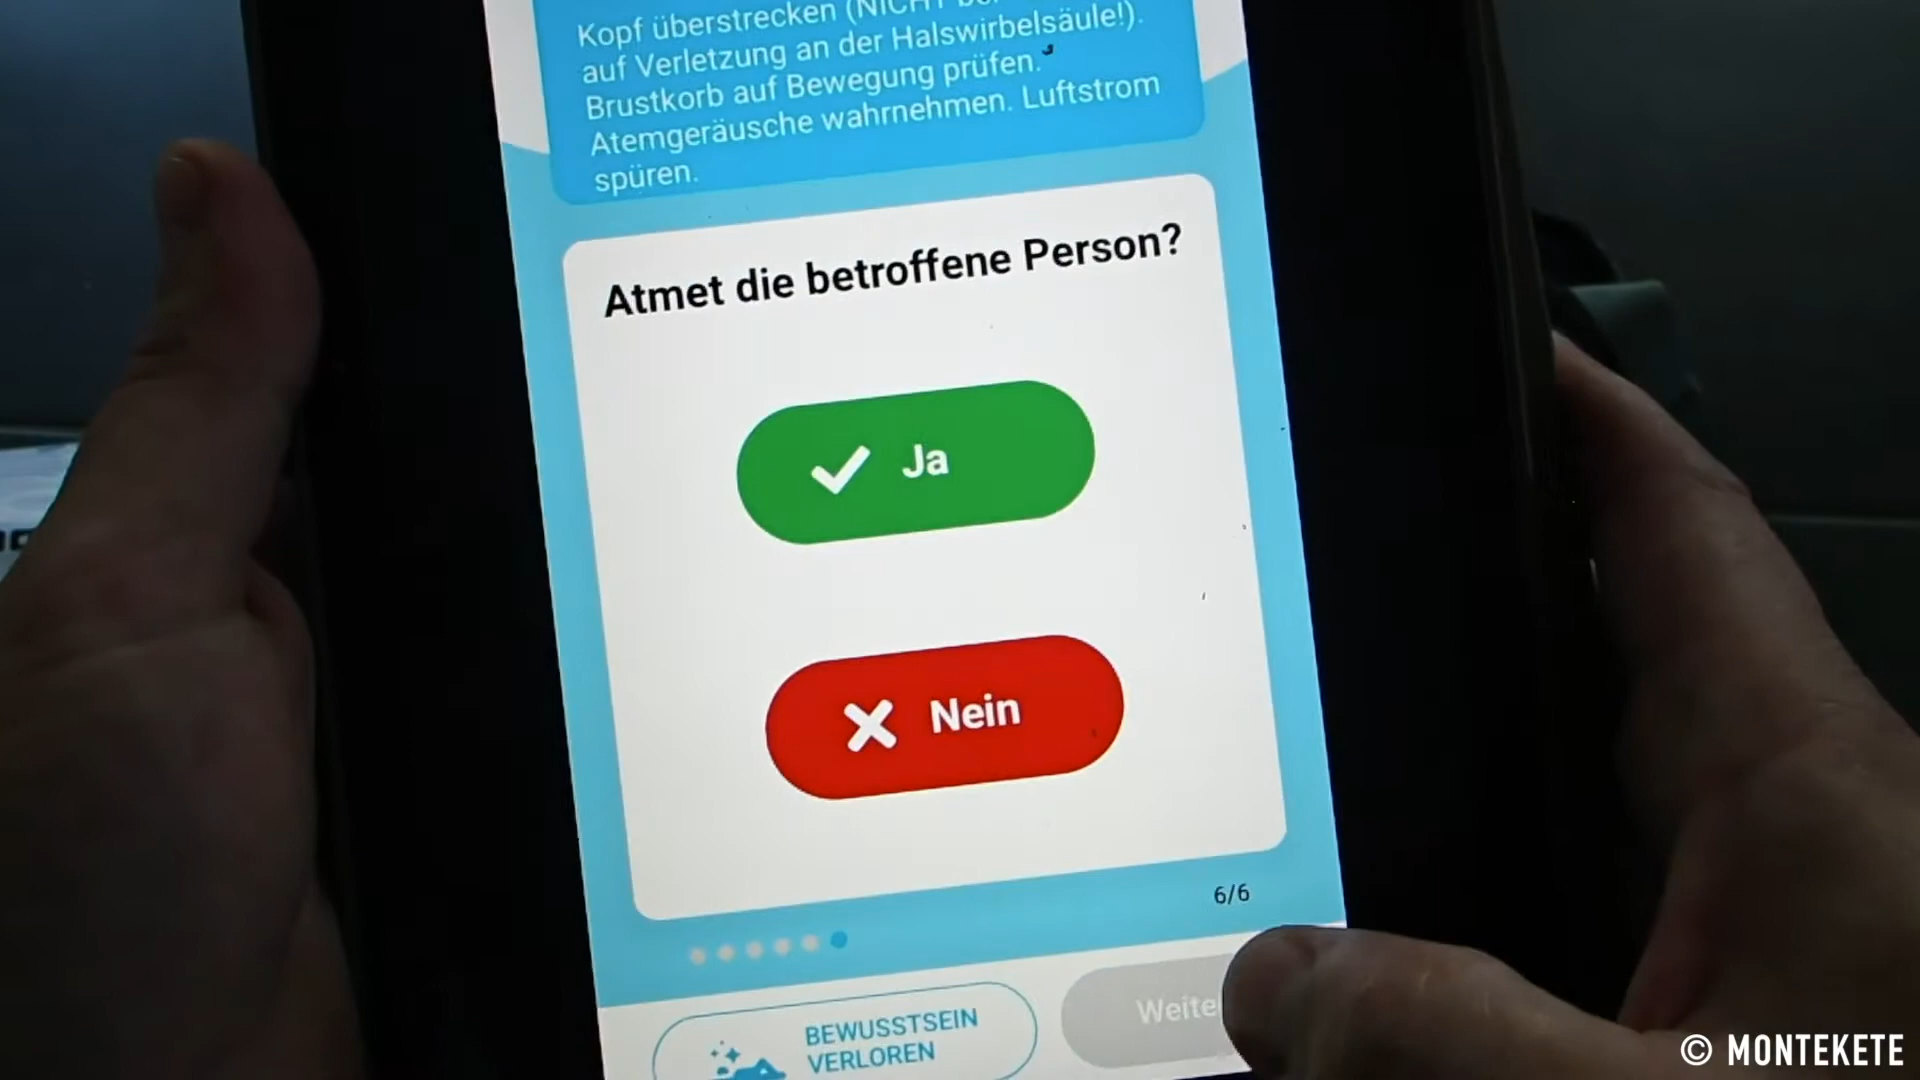 Kopf überstrecken (NICHT
auf Verletzung an der Halswirbelsäule!).
Brustkorb auf Bewegung prüfen.
Atemgeräusche wahrnehmen. Luftstrom
spüren.
Atmet die betroffene Person?
Ja
Nein
6/6
BEWUSSTSEIN
VERLOREN
© MONTEKETE